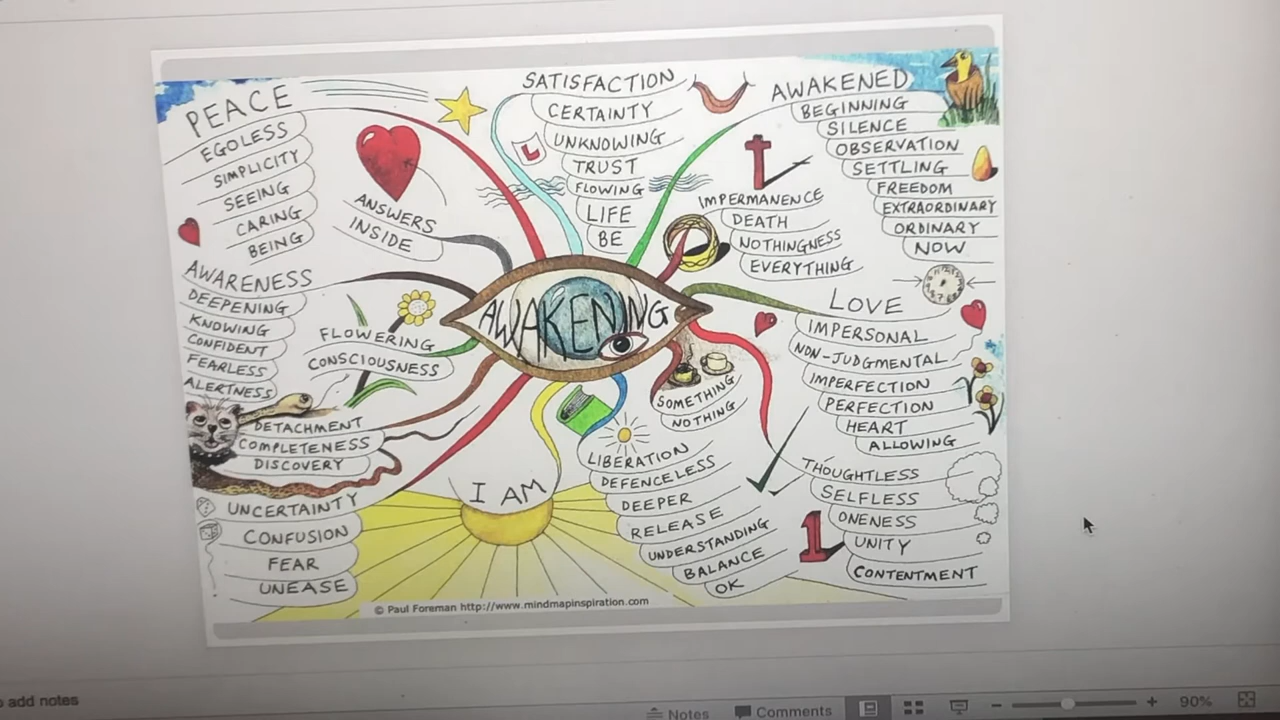 PEACE
EGOLESS
SIMPLICITY
SEEING
CARING
BEING
ANSWERS
INSIDE
SATISFACTION
CERTAINTY
UNKNOWING
L
TRUST
FLOWING
LIFE
BE
AWAKENED
BEGINNING
SILENCE
OBSERVATION
SETTLING
FREEDOM
EXTRAORDINARY
ORDINARY
NOW
IMPERMANENCE
DEATH
NOTHINGNESS
EVERYTHING
AWARENESS
DEEPENING
KNOWING
CONFIDENT
FEARLESS
ALERTNESS
FLOWERING
CONSCIOUSNESS
AWAKENING
LOVE
IMPERSONAL
NON-JUDGMENTAL
IMPERFECTION
PERFECTION
HEART
ALLOWING
SOMETHING
NOTHING
DETACHMENT
COMPLETENESS
DISCOVERY
UNCERTAINTY
CONFUSION
FEAR
UNEASE
I AM
LIBERATION
DEFENCELESS
DEEPER
RELEASE
UNDERSTANDING
BALANCE
OK
THOUGHTLESS
SELFLESS
ONENESS
1
UNITY
CONTENTMENT
© Paul Foreman http://www.mindmapinspiration.com
add notes
Notes
Comments
90%